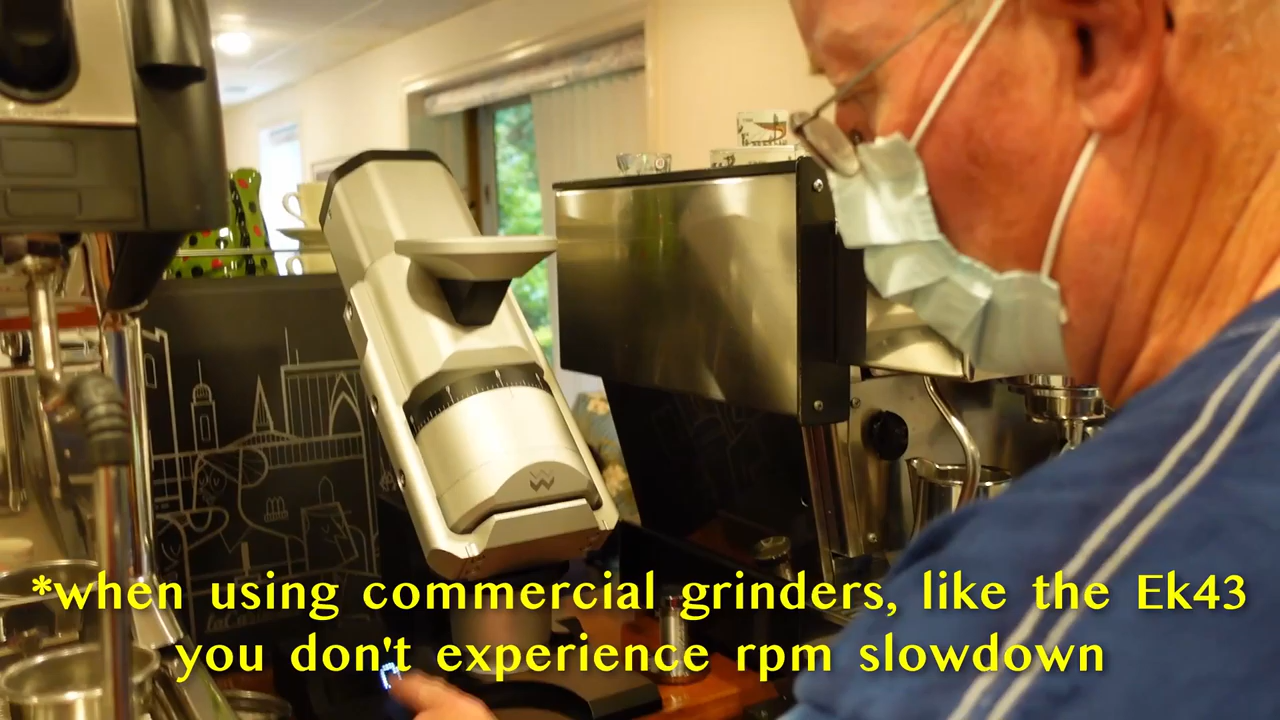 *when using commercial grinders, like the Ek43
you don't experience rpm slowdown